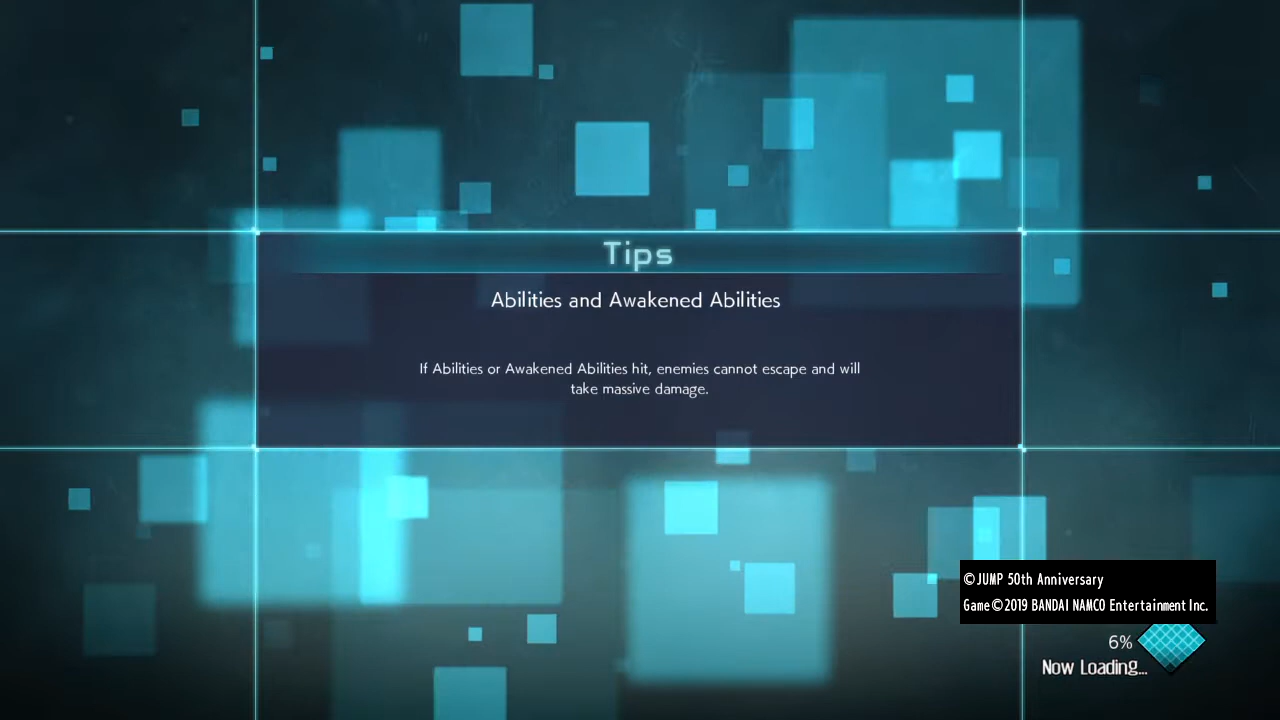 Tips
Abilities and Awakened Abilities
If Abilities or Awakened Abilities hit, enemies cannot escape and will
take massive damage.
©JUMP 50th Anniversary
Game©2019 BANDAI NAMCO Entertainment Inc.
6%
Now Loading...